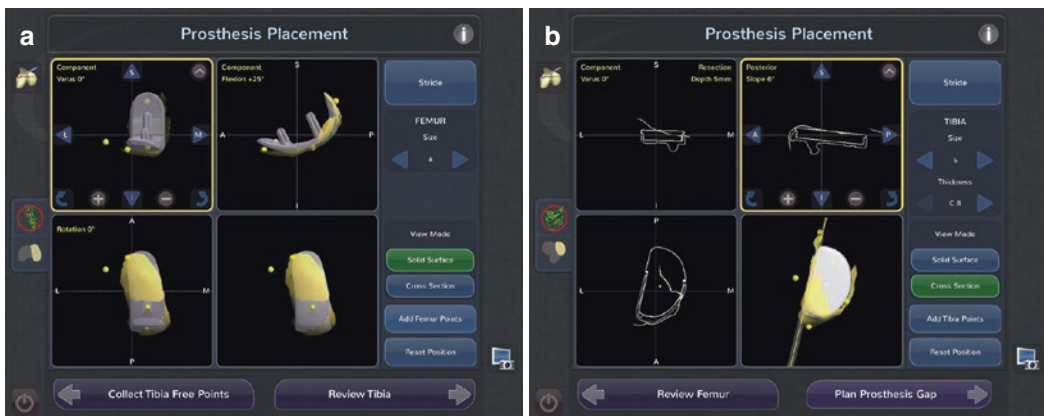 a
Prosthesis Placement
i
Component
Varus 0°
S
L
M
I
Component
Flexion +25°
S
A
P
I
Stride
FEMUR
Size
4
Rotation 0°
A
L
M
P
View Mode
Solid Surface
Cross Section
Add Femur Points
Reset Position
Collect Tibia Free Points
Review Tibia
b
Prosthesis Placement
i
Component
Varus 0°
S
Resection
Depth 5mm
L
M
I
Posterior
Slope 6°
S
A
P
I
Stride
TIBIA
Size
5
Thickness
C 8
P
L
M
A
View Mode
Solid Surface
Cross Section
Add Tibia Points
Reset Position
Review Femur
Plan Prosthesis Gap